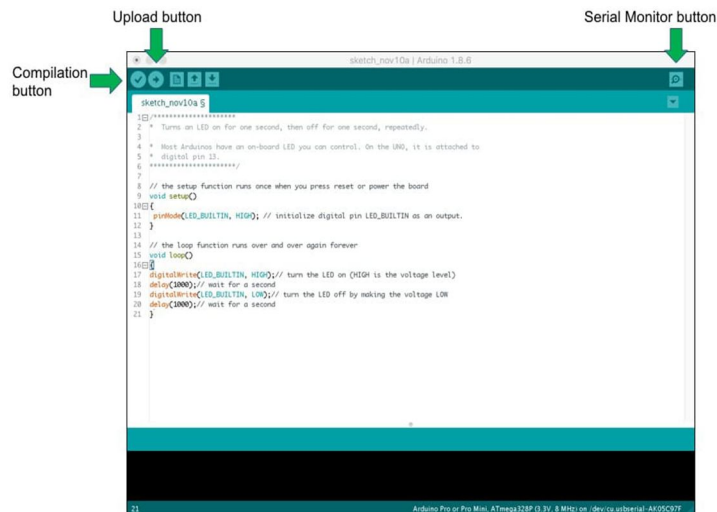 Upload button
Serial Monitor button
Compilation
button
sketch_nov10a | Arduino 1.8.6
sketch_nov10a §
1 /*********************
2 * Turns an LED on for one second, then off for one second, repeatedly.
3
4 * Most Arduinos have an on-board LED you can control. On the UNO, it is attached to
5 * digital pin 13.
6 **********************/
7
8 // the setup function runs once when you press reset or power the board
9 void setup()
10 {
11 pinMode(LED_BUILTIN, HIGH); // initialize digital pin LED_BUILTIN as an output.
12 }
13
14 // the loop function runs over and over again forever
15 void loop()
16 {
17 digitalWrite(LED_BUILTIN, HIGH);// turn the LED on (HIGH is the voltage level)
18 delay(1000);// wait for a second
19 digitalWrite(LED_BUILTIN, LOW);// turn the LED off by making the voltage LOW
20 delay(1000);// wait for a second
21 }
21
Arduino Pro or Pro Mini, ATmega328P (3.3V, 8 MHz) on /dev/cu.usbserial-AK05C97F